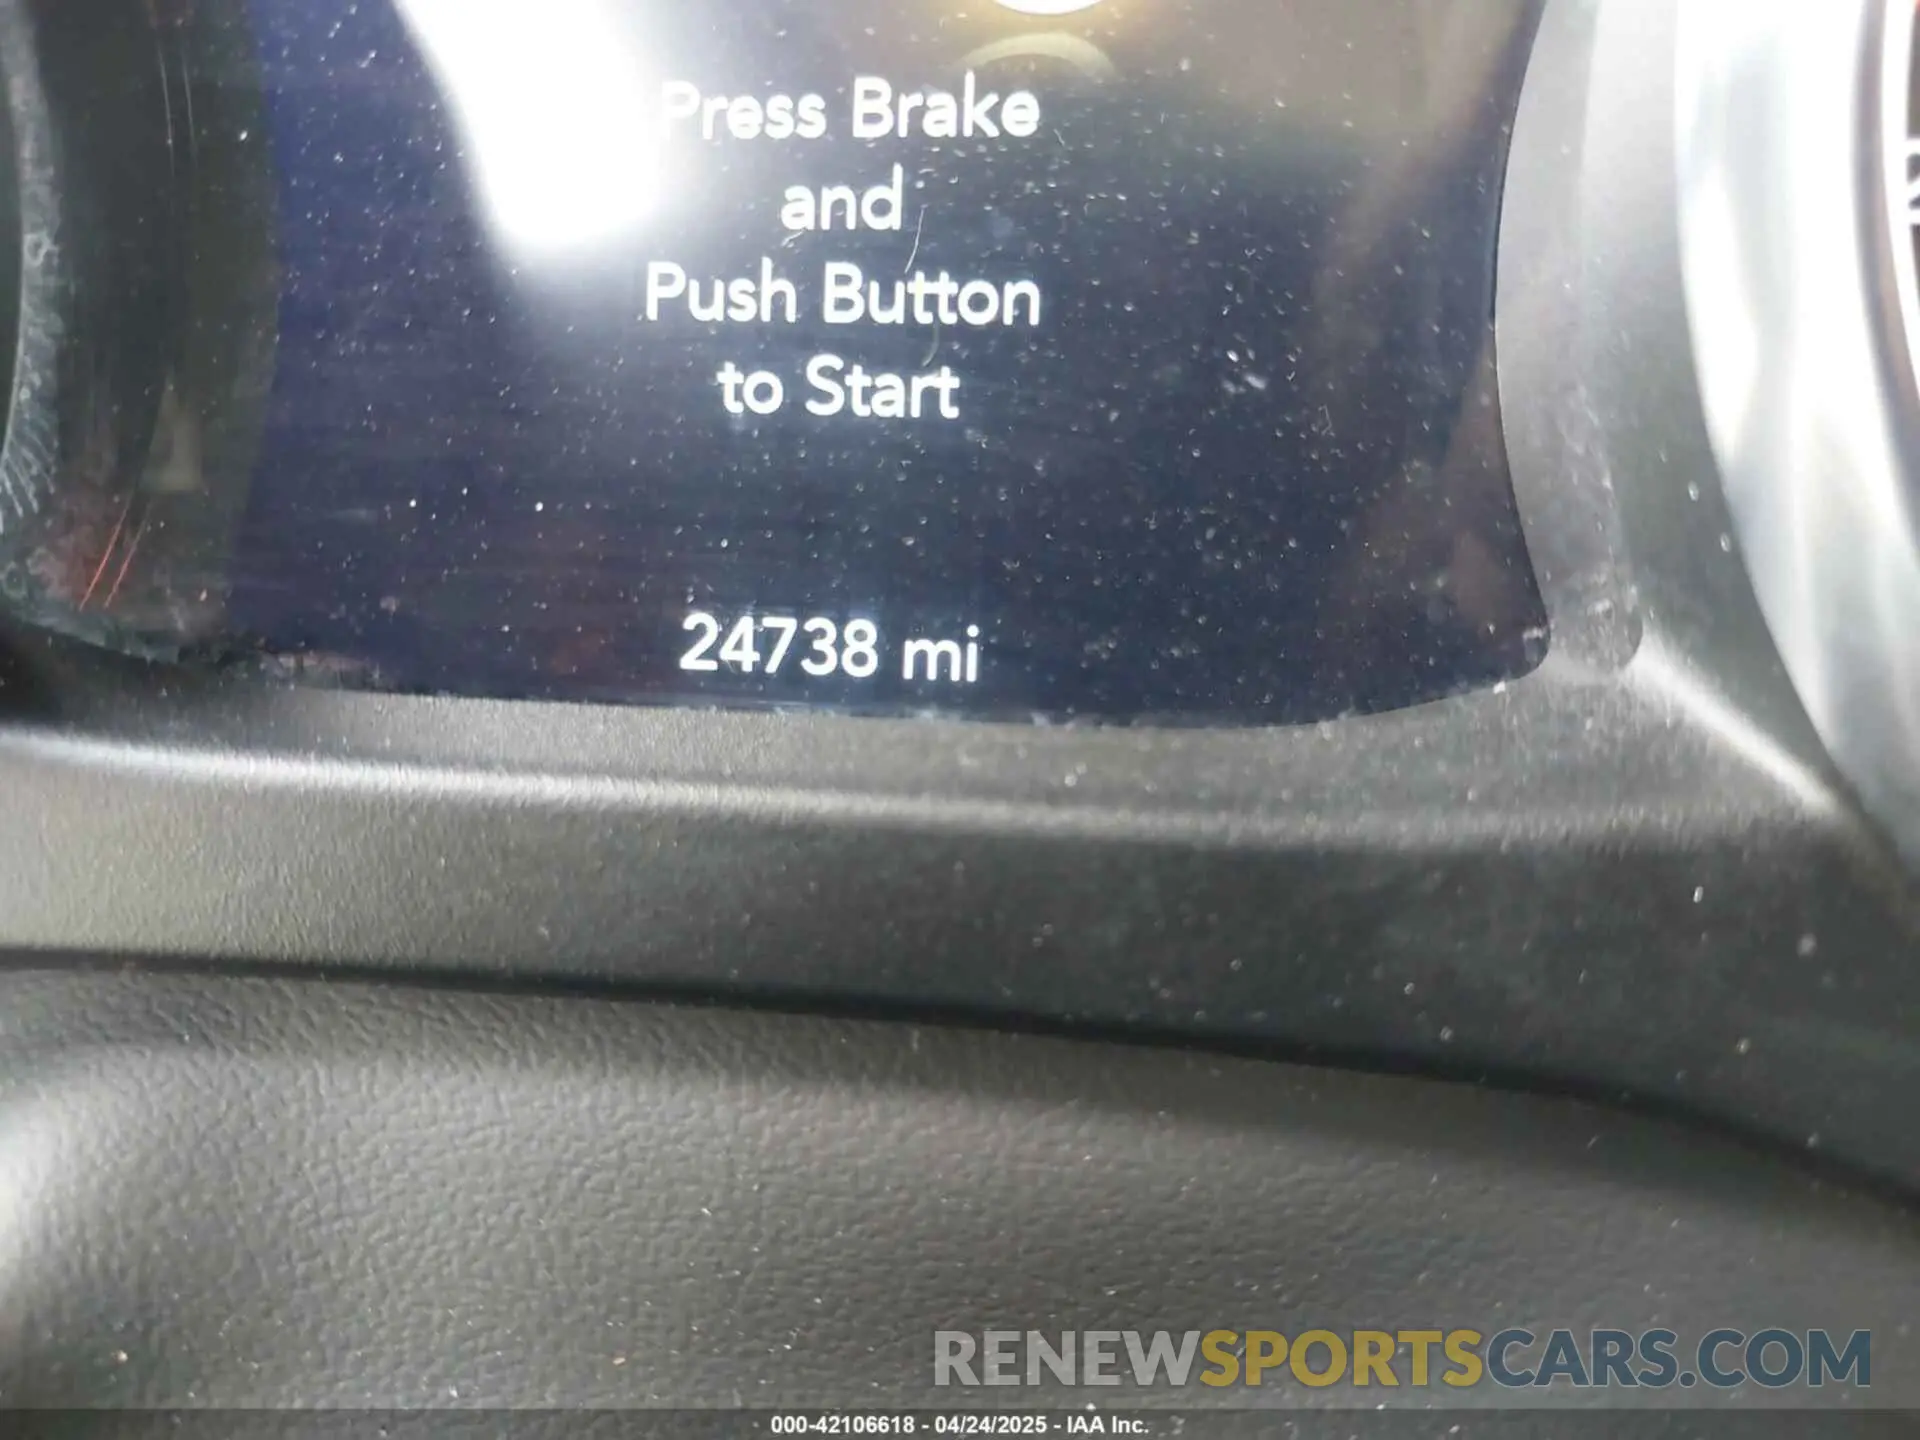 Press Brake
and
Push Button
to Start
24738 mi
RENEWSPORTSCARS.COM
000-42106618 - 04/24/2025 - IAA Inc.